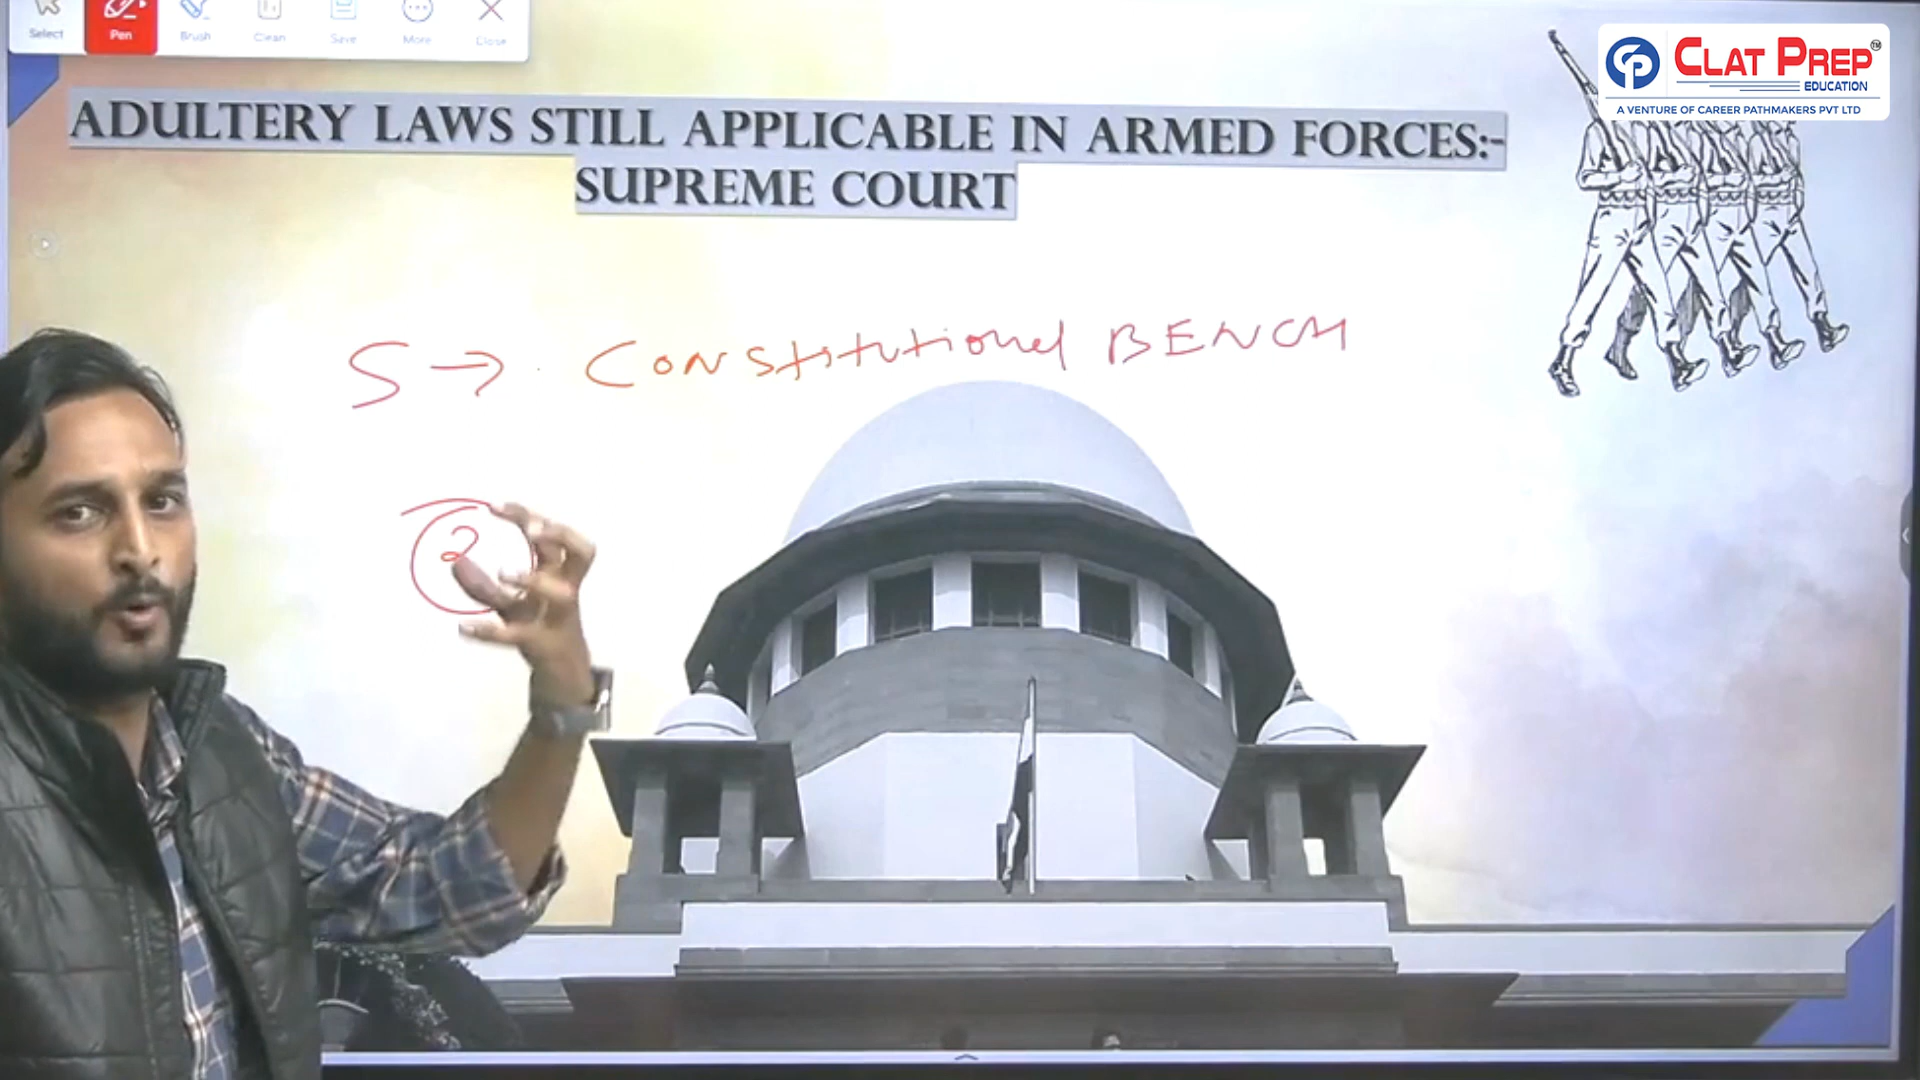 Select Pen Brush Clean Save More Close
CLAT PREP TM
EDUCATION
A VENTURE OF CAREER PATHMAKERS PVT LTD
ADULTERY LAWS STILL APPLICABLE IN ARMED FORCES:-
SUPREME COURT
5 → Constitutional BENCH
2